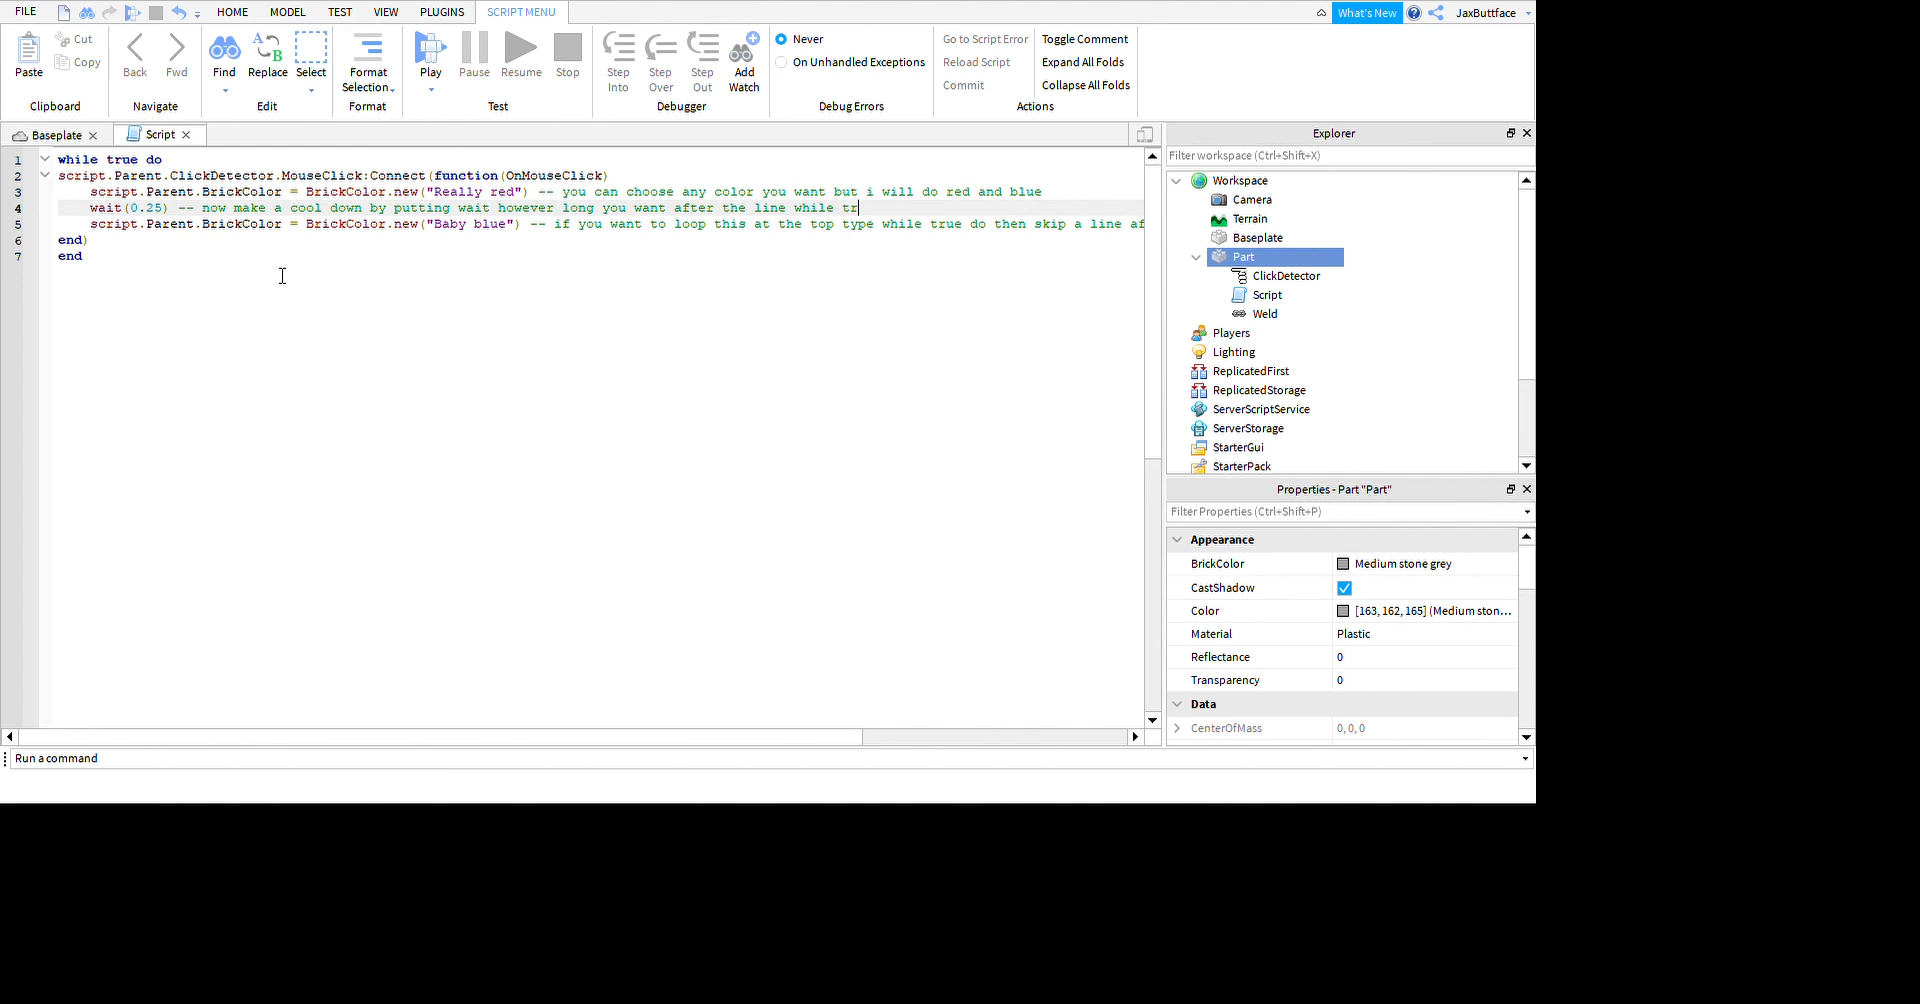 FILE HOME MODEL TEST VIEW PLUGINS SCRIPT MENU What's New JaxButtface
Paste Cut Copy Back Fwd Find Replace Select Format Selection Play Pause Resume Stop Step Into Step Over Step Out Add Watch Never On Unhandled Exceptions Go to Script Error Reload Script Commit Toggle Comment Expand All Folds Collapse All Folds
Clipboard Navigate Edit Format Test Debugger Debug Errors Actions
Baseplate Script
1 while true do
2 script.Parent.ClickDetector.MouseClick:Connect(function(OnMouseClick)
3 script.Parent.BrickColor = BrickColor.new("Really red") -- you can choose any color you want but i will do red and blue
4 wait(0.25) -- now make a cool down by putting wait however long you want after the line while tr
5 script.Parent.BrickColor = BrickColor.new("Baby blue") -- if you want to loop this at the top type while true do then skip a line af
6 end)
7 end
Explorer
Filter workspace (Ctrl+Shift+X)
Workspace
Camera
Terrain
Baseplate
Part
ClickDetector
Script
Weld
Players
Lighting
ReplicatedFirst
ReplicatedStorage
ServerScriptService
ServerStorage
StarterGui
StarterPack
Properties - Part "Part"
Filter Properties (Ctrl+Shift+P)
Appearance
BrickColor Medium stone grey
CastShadow
Color [163, 162, 165] (Medium ston...
Material Plastic
Reflectance 0
Transparency 0
Data
CenterOfMass 0, 0, 0
Run a command